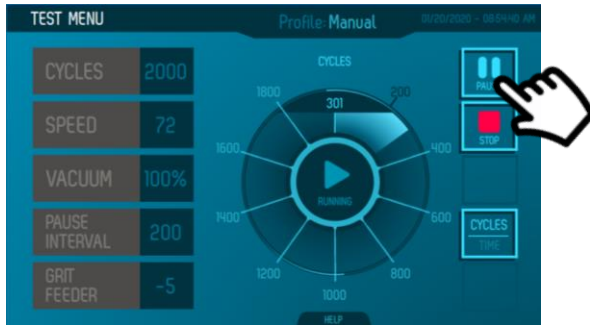 TEST MENU
Profile: Manual
01/20/2020 - 08:54:40 AM
CYCLES 2000
SPEED 72
VACUUM 100%
PAUSE INTERVAL 200
GRIT FEEDER -5
CYCLES
301
200
400
600
800
1000
1200
1400
1600
1800
RUNNING
HELP
PAU
STOP
CYCLES
TIME